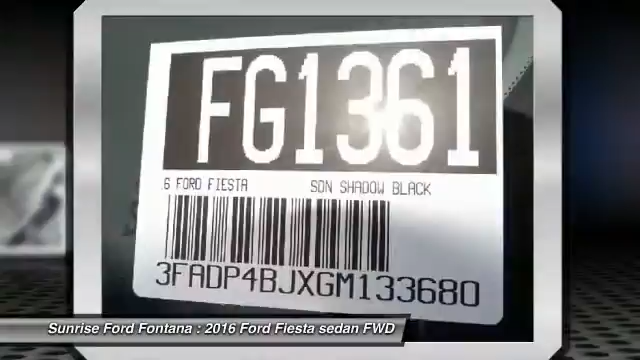 FG1361
6 FORD FIESTA SDN SHADOW BLACK
3FADP4BJXGM133680
Sunrise Ford Fontana : 2016 Ford Fiesta sedan FWD